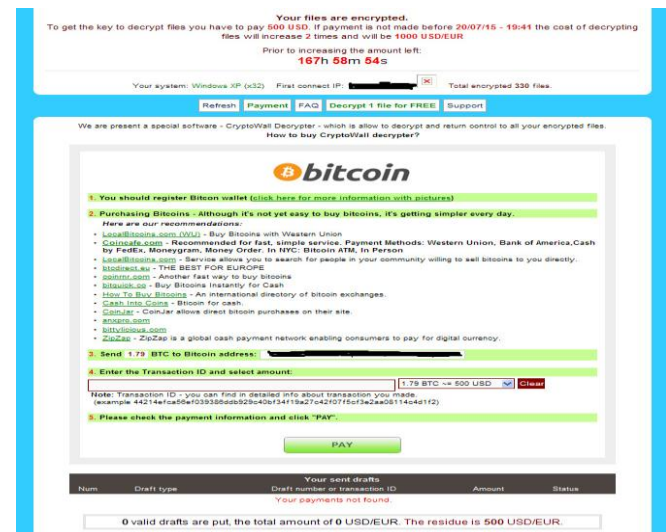 Your files are encrypted.
To get the key to decrypt files you have to pay 500 USD. If payment is not made before 20/07/15 - 19:41 the cost of decrypting
files will increase 2 times and will be 1000 USD/EUR
Prior to increasing the amount left:
167h 58m 54s
Your system: Windows XP (x32) First connect IP: Total encrypted 330 files.
Refresh Payment FAQ Decrypt 1 file for FREE Support
We are present a special software - CryptoWall Decrypter - which is allow to decrypt and return control to all your encrypted files.
How to buy CryptoWall decrypter?
bitcoin
1. You should register Bitcon wallet (click here for more information with pictures)
2. Purchasing Bitcoins - Although it's not yet easy to buy bitcoins, it's getting simpler every day.
Here are our recommendations:
LocalBitcoins.com (WU) - Buy Bitcoins with Western Union
Coincafe.com - Recommended for fast, simple service. Payment Methods: Western Union, Bank of America, Cash
by FedEx, Moneygram, Money Order. In NYC: Bitcoin ATM, In Person
LocalBitcoins.com - Service allows you to search for people in your community willing to sell bitcoins to you directly.
btcdirect.eu - THE BEST FOR EUROPE
coinrnr.com - Another fast way to buy bitcoins
bitquick.co - Buy Bitcoins Instantly for Cash
How To Buy Bitcoins - An international directory of bitcoin exchanges.
Cash Into Coins - Bitcoin for cash.
CoinJar - CoinJar allows direct bitcoin purchases on their site.
anxpro.com
bittylicious.com
ZipZap - ZipZap is a global cash payment network enabling consumers to pay for digital currency.
3. Send 1.79 BTC to Bitcoin address:
4. Enter the Transaction ID and select amount:
1.79 BTC ~= 500 USD Clear
Note: Transaction ID - you can find in detailed info about transaction you made.
(example 44214efca56ef039386ddb929c40bf34f19a27c42f07f5cf3e2aa08114c4d1f2)
5. Please check the payment information and click "PAY".
PAY
Your sent drafts
Num Draft type Draft number or transaction ID Amount Status
Your payments not found.
0 valid drafts are put, the total amount of 0 USD/EUR. The residue is 500 USD/EUR.